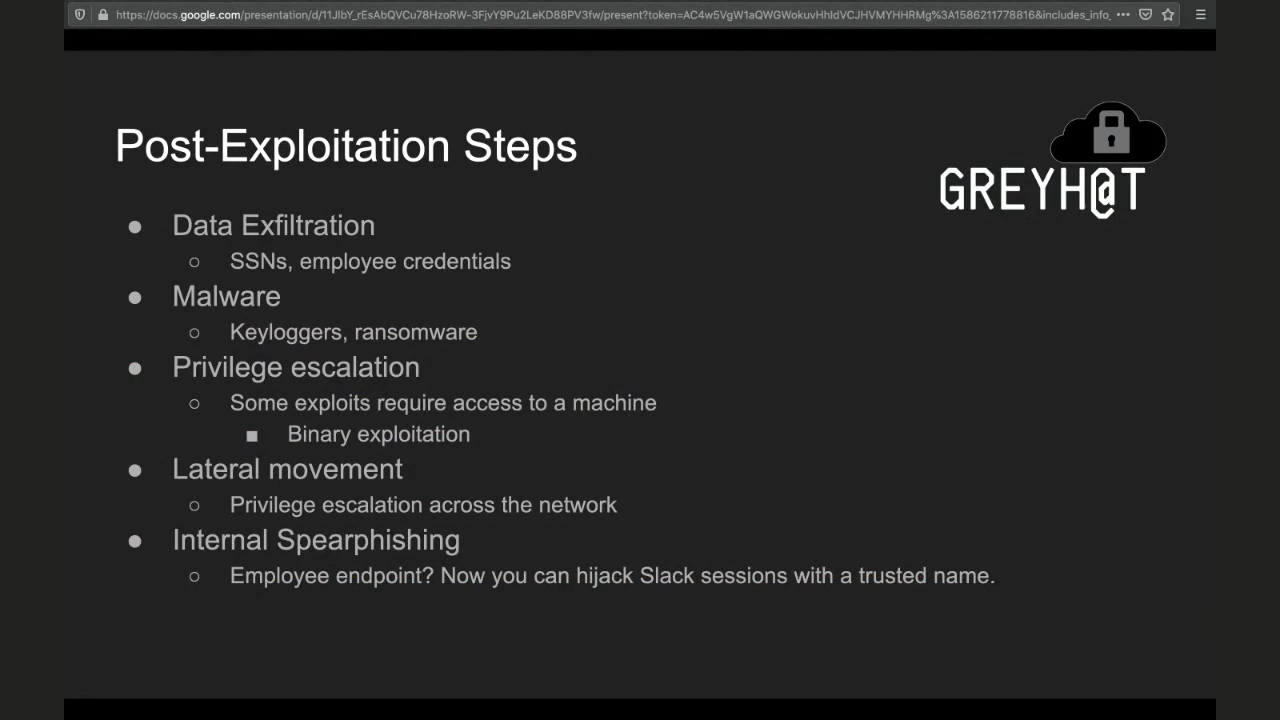 https://docs.google.com/presentation/d/11JlbY_rEsAbQVCu78HzoRW-3FjvY9Pu2LeKD88PV3fw/present?token=AC4w5VgW1aQWGWokuvHhIdVCJHVMYHHRMg%3A1586211778816&includes_info_
Post-Exploitation Steps
GREYH@T
● Data Exfiltration
○ SSNs, employee credentials
● Malware
○ Keyloggers, ransomware
● Privilege escalation
○ Some exploits require access to a machine
■ Binary exploitation
● Lateral movement
○ Privilege escalation across the network
● Internal Spearphishing
○ Employee endpoint? Now you can hijack Slack sessions with a trusted name.